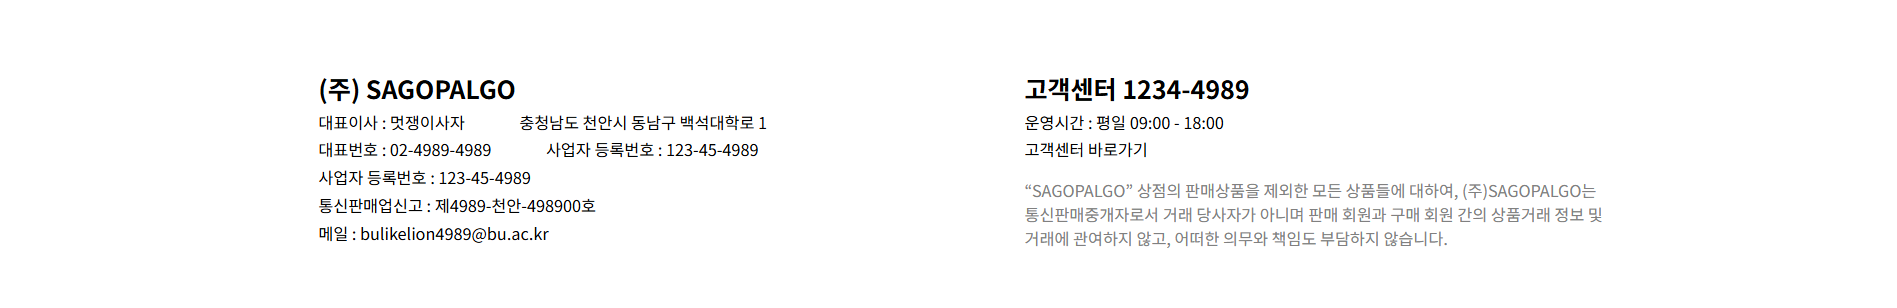 (주) SAGOPALGO
대표이사 : 멋쟁이사자 충청남도 천안시 동남구 백석대학로 1
대표번호 : 02-4989-4989 사업자 등록번호 : 123-45-4989
사업자 등록번호 : 123-45-4989
통신판매업신고 : 제4989-천안-498900호
메일 : bulikelion4989@bu.ac.kr
고객센터 1234-4989
운영시간 : 평일 09:00 - 18:00
고객센터 바로가기
“SAGOPALGO” 상점의 판매상품을 제외한 모든 상품들에 대하여, (주)SAGOPALGO는
통신판매중개자로서 거래 당사자가 아니며 판매 회원과 구매 회원 간의 상품거래 정보 및
거래에 관여하지 않고, 어떠한 의무와 책임도 부담하지 않습니다.